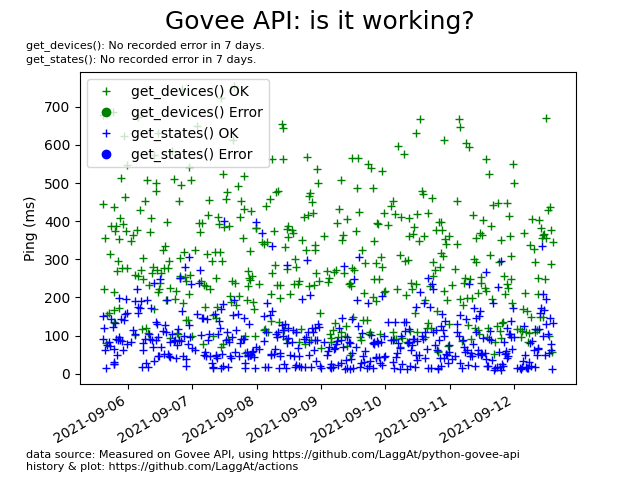 Govee API: is it working?
get_devices(): No recorded error in 7 days.
get_states(): No recorded error in 7 days.
get_devices() OK
get_devices() Error
get_states() OK
get_states() Error
Ping (ms)
700
600
500
400
300
200
100
0
2021-09-06
2021-09-07
2021-09-08
2021-09-09
2021-09-10
2021-09-11
2021-09-12
data source: Measured on Govee API, using https://github.com/LaggAt/python-govee-api
history & plot: https://github.com/LaggAt/actions